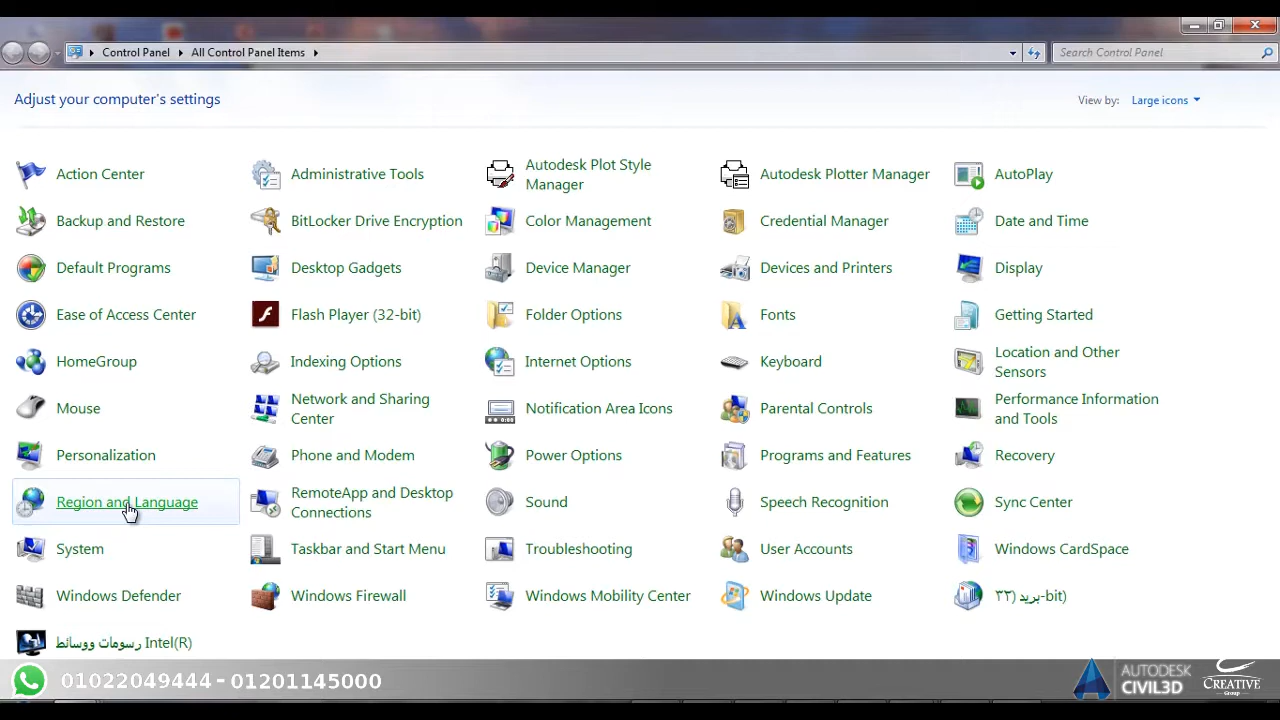 Control Panel
All Control Panel Items
Search Control Panel
Adjust your computer's settings
View by:
Large icons
Action Center
Administrative Tools
Autodesk Plot Style
Manager
Autodesk Plotter Manager
AutoPlay
Backup and Restore
BitLocker Drive Encryption
Color Management
Credential Manager
Date and Time
Default Programs
Desktop Gadgets
Device Manager
Devices and Printers
Display
Ease of Access Center
Flash Player (32-bit)
Folder Options
Fonts
Getting Started
HomeGroup
Indexing Options
Internet Options
Keyboard
Location and Other
Sensors
Mouse
Network and Sharing
Center
Notification Area Icons
Parental Controls
Performance Information
and Tools
Personalization
Phone and Modem
Power Options
Programs and Features
Recovery
Region and Language
RemoteApp and Desktop
Connections
Sound
Speech Recognition
Sync Center
System
Taskbar and Start Menu
Troubleshooting
User Accounts
Windows CardSpace
Windows Defender
Windows Firewall
Windows Mobility Center
Windows Update
بريد (٣٣-bit)
رسومات ووسائط Intel(R)
01022049444 - 01201145000
AUTODESK
CIVIL3D
CREATIVE
Group